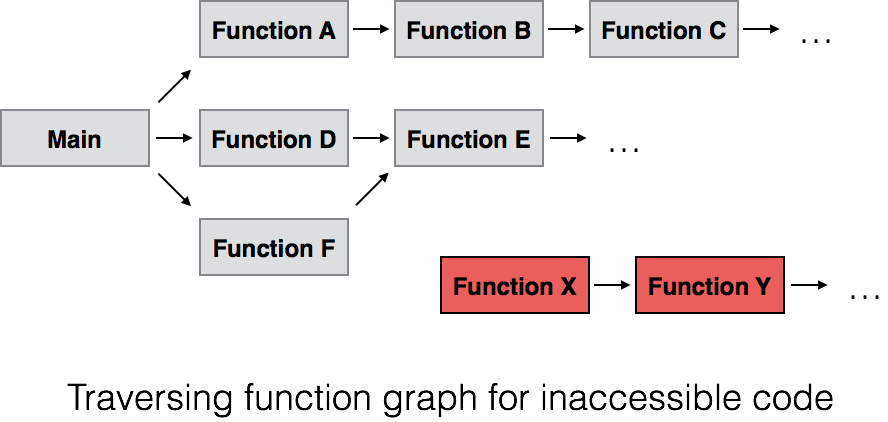 Function A
Function B
Function C
...
Main
Function D
Function E
...
Function F
Function X
Function Y
...
Traversing function graph for inaccessible code